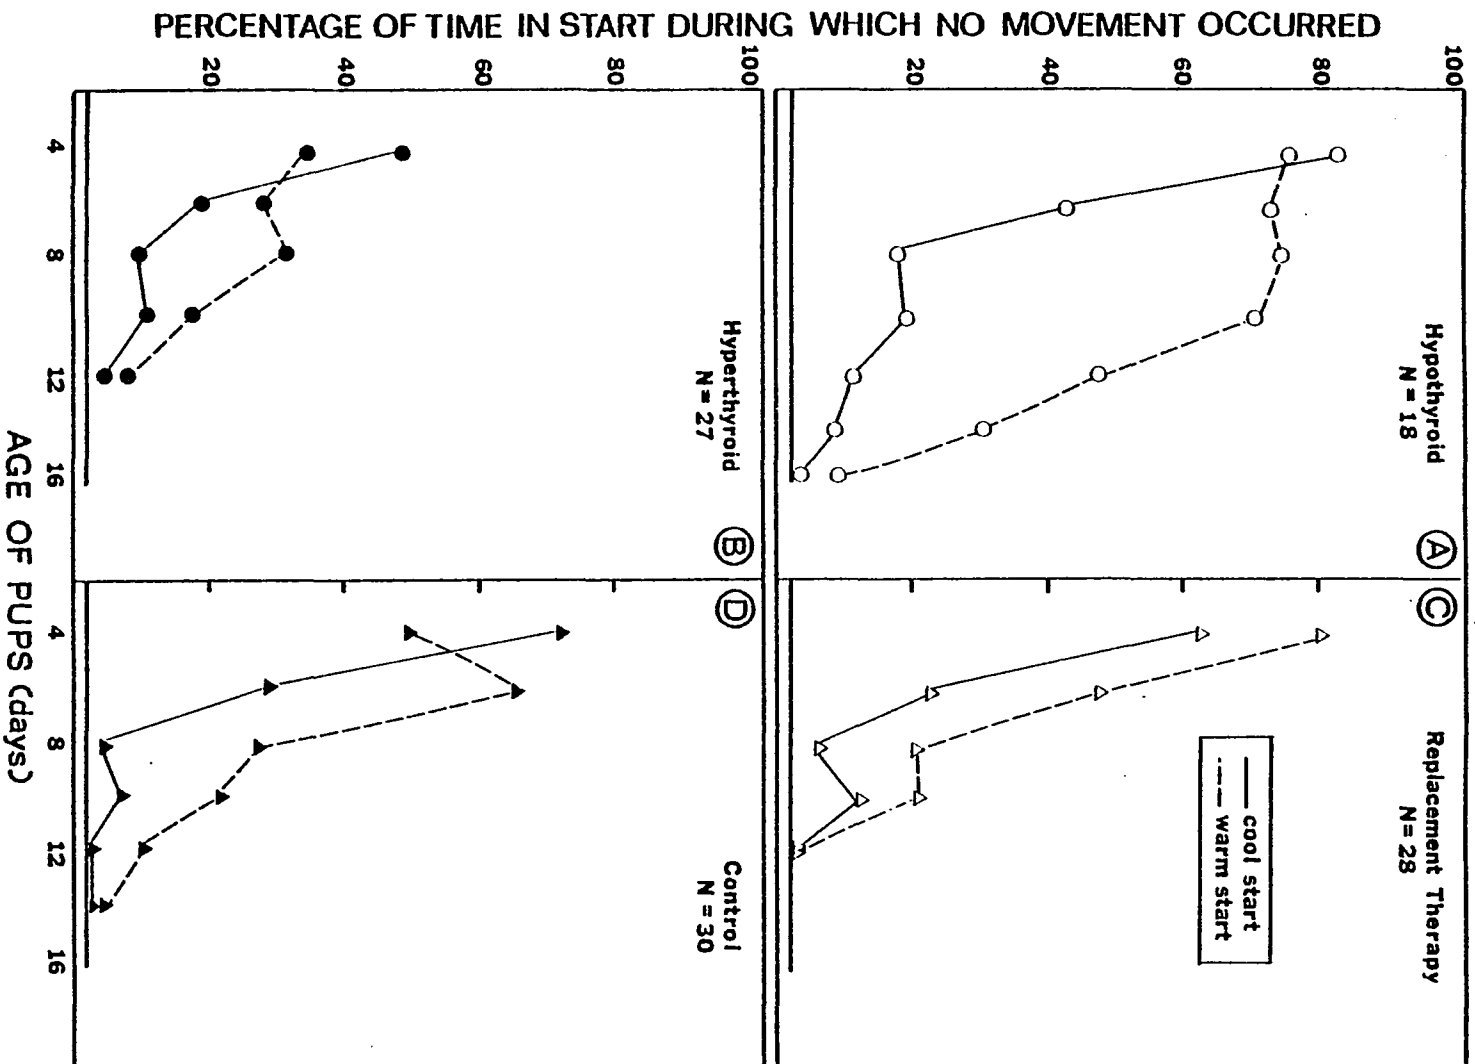 PERCENTAGE OF TIME IN START DURING WHICH NO MOVEMENT OCCURRED
100
80
60
40
20
Hypothyroid
N = 18
A
Replacement Therapy
N= 28
C
cool start
warm start
100
80
60
40
20
Hyperthyroid
N = 27
B
Control
N = 30
D
4
8
12
16
4
8
12
16
AGE OF PUPS (days)